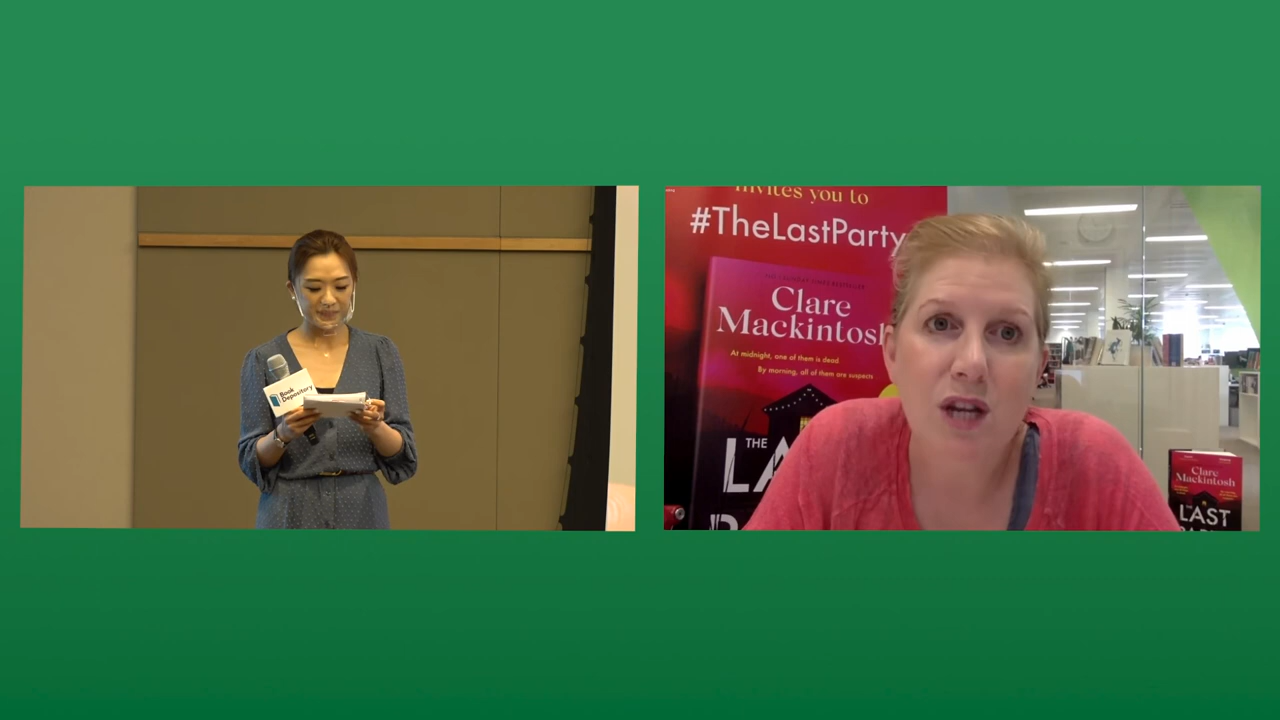 Book
Depository
invites you to
#TheLastParty
Clare
Mackintosh
At midnight, one of them is dead
By morning, all of them are suspects
THE
Clare
Mackintosh
LAST